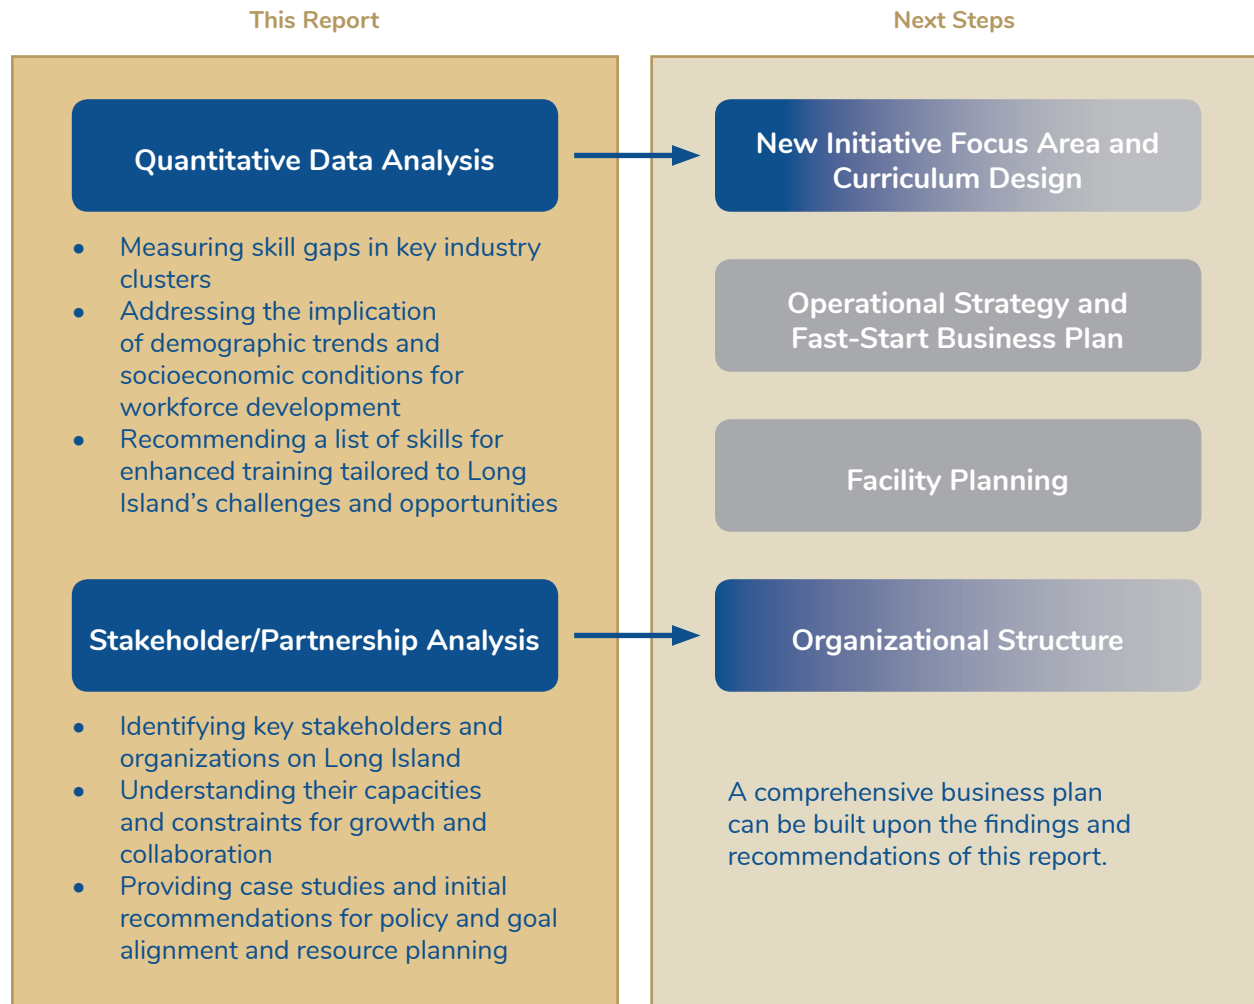 This Report
Quantitative Data Analysis
• Measuring skill gaps in key industry
clusters
• Addressing the implication
of demographic trends and
socioeconomic conditions for
workforce development
• Recommending a list of skills for
enhanced training tailored to Long
Island’s challenges and opportunities
Stakeholder/Partnership Analysis
• Identifying key stakeholders and
organizations on Long Island
• Understanding their capacities
and constraints for growth and
collaboration
• Providing case studies and initial
recommendations for policy and goal
alignment and resource planning
Next Steps
New Initiative Focus Area and
Curriculum Design
Operational Strategy and
Fast-Start Business Plan
Facility Planning
Organizational Structure
A comprehensive business plan
can be built upon the findings and
recommendations of this report.